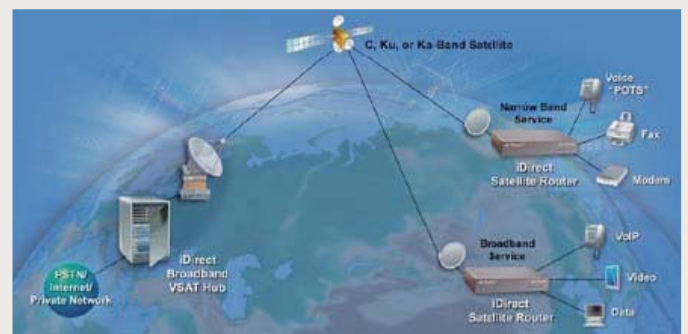 C, Ku, or Ka-Band Satellite
Voice
"POTS"
Narrow Band
Service
Fax
iDirect
Satellite Router
Modem
iDirect
Broadband
VSAT Hub
PSTN/
Internet/
Private Network
Broadband
Service
VoIP
Video
iDirect
Satellite Router
Data